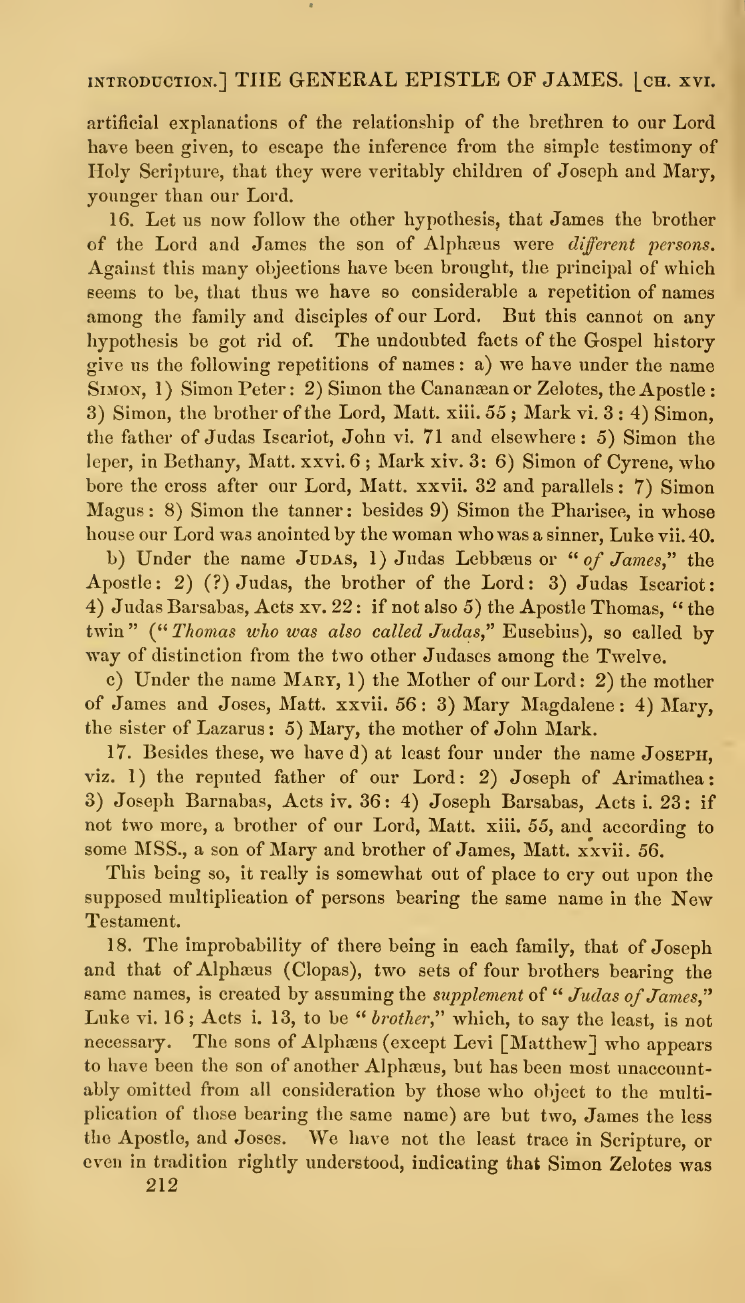 INTRODUCTION.] THE GENERAL EPISTLE OF JAMES. [CH. XVI.
artificial explanations of the relationship of the brethren to our Lord
have been given, to escape the inference from the simple testimony of
Holy Scripture, that they were veritably children of Joseph and Mary,
younger than our Lord.
16. Let us now follow the other hypothesis, that James the brother
of the Lord and James the son of Alphæus were different persons.
Against this many objections have been brought, the principal of which
seems to be, that thus we have so considerable a repetition of names
among the family and disciples of our Lord. But this cannot on any
hypothesis be got rid of. The undoubted facts of the Gospel history
give us the following repetitions of names: a) we have under the name
SIMON, 1) Simon Peter: 2) Simon the Cananæan or Zelotes, the Apostle:
3) Simon, the brother of the Lord, Matt. xiii. 55; Mark vi. 3: 4) Simon,
the father of Judas Iscariot, John vi. 71 and elsewhere: 5) Simon the
leper, in Bethany, Matt. xxvi. 6; Mark xiv. 3: 6) Simon of Cyrene, who
bore the cross after our Lord, Matt. xxvii. 32 and parallels: 7) Simon
Magus: 8) Simon the tanner: besides 9) Simon the Pharisee, in whose
house our Lord was anointed by the woman who was a sinner, Luke vii. 40.
b) Under the name JUDAS, 1) Judas Lebbæus or "of James," the
Apostle: 2) (?) Judas, the brother of the Lord: 3) Judas Iscariot:
4) Judas Barsabas, Acts xv. 22: if not also 5) the Apostle Thomas, "the
twin" ("Thomas who was also called Judas," Eusebius), so called by
way of distinction from the two other Judases among the Twelve.
c) Under the name MARY, 1) the Mother of our Lord: 2) the mother
of James and Joses, Matt. xxvii. 56: 3) Mary Magdalene: 4) Mary,
the sister of Lazarus: 5) Mary, the mother of John Mark.
17. Besides these, we have d) at least four under the name JOSEPH,
viz. 1) the reputed father of our Lord: 2) Joseph of Arimathea:
3) Joseph Barnabas, Acts iv. 36: 4) Joseph Barsabas, Acts i. 23: if
not two more, a brother of our Lord, Matt. xiii. 55, and according to
some MSS., a son of Mary and brother of James, Matt. xxvii. 56.
This being so, it really is somewhat out of place to cry out upon the
supposed multiplication of persons bearing the same name in the New
Testament.
18. The improbability of there being in each family, that of Joseph
and that of Alphæus (Clopas), two sets of four brothers bearing the
same names, is created by assuming the supplement of "Judas of James,"
Luke vi. 16; Acts i. 13, to be "brother," which, to say the least, is not
necessary. The sons of Alphæus (except Levi [Matthew] who appears
to have been the son of another Alphæus, but has been most unaccount-
ably omitted from all consideration by those who object to the multi-
plication of those bearing the same name) are but two, James the less
the Apostle, and Joses. We have not the least trace in Scripture, or
even in tradition rightly understood, indicating that Simon Zelotes was
212